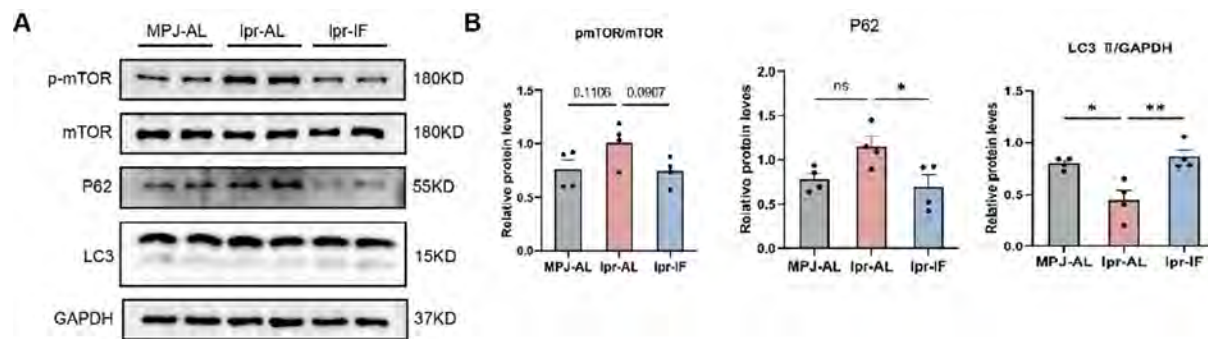 A
MPJ-AL lpr-AL lpr-IF
p-mTOR 180KD
mTOR 180KD
P62 55KD
LC3 15KD
GAPDH 37KD
B
pmTOR/mTOR
Relative protein leves
1.5
1.0
0.5
0.0
0.1106 0.0907
MPJ-AL lpr-AL lpr-IF
P62
Relative protein leves
2.0
1.5
1.0
0.5
0.0
ns *
MPJ-AL lpr-AL lpr-IF
LC3 II/GAPDH
Relative protein leves
1.5
1.0
0.5
0.0
* **
MPJ-AL lpr-AL lpr-IF